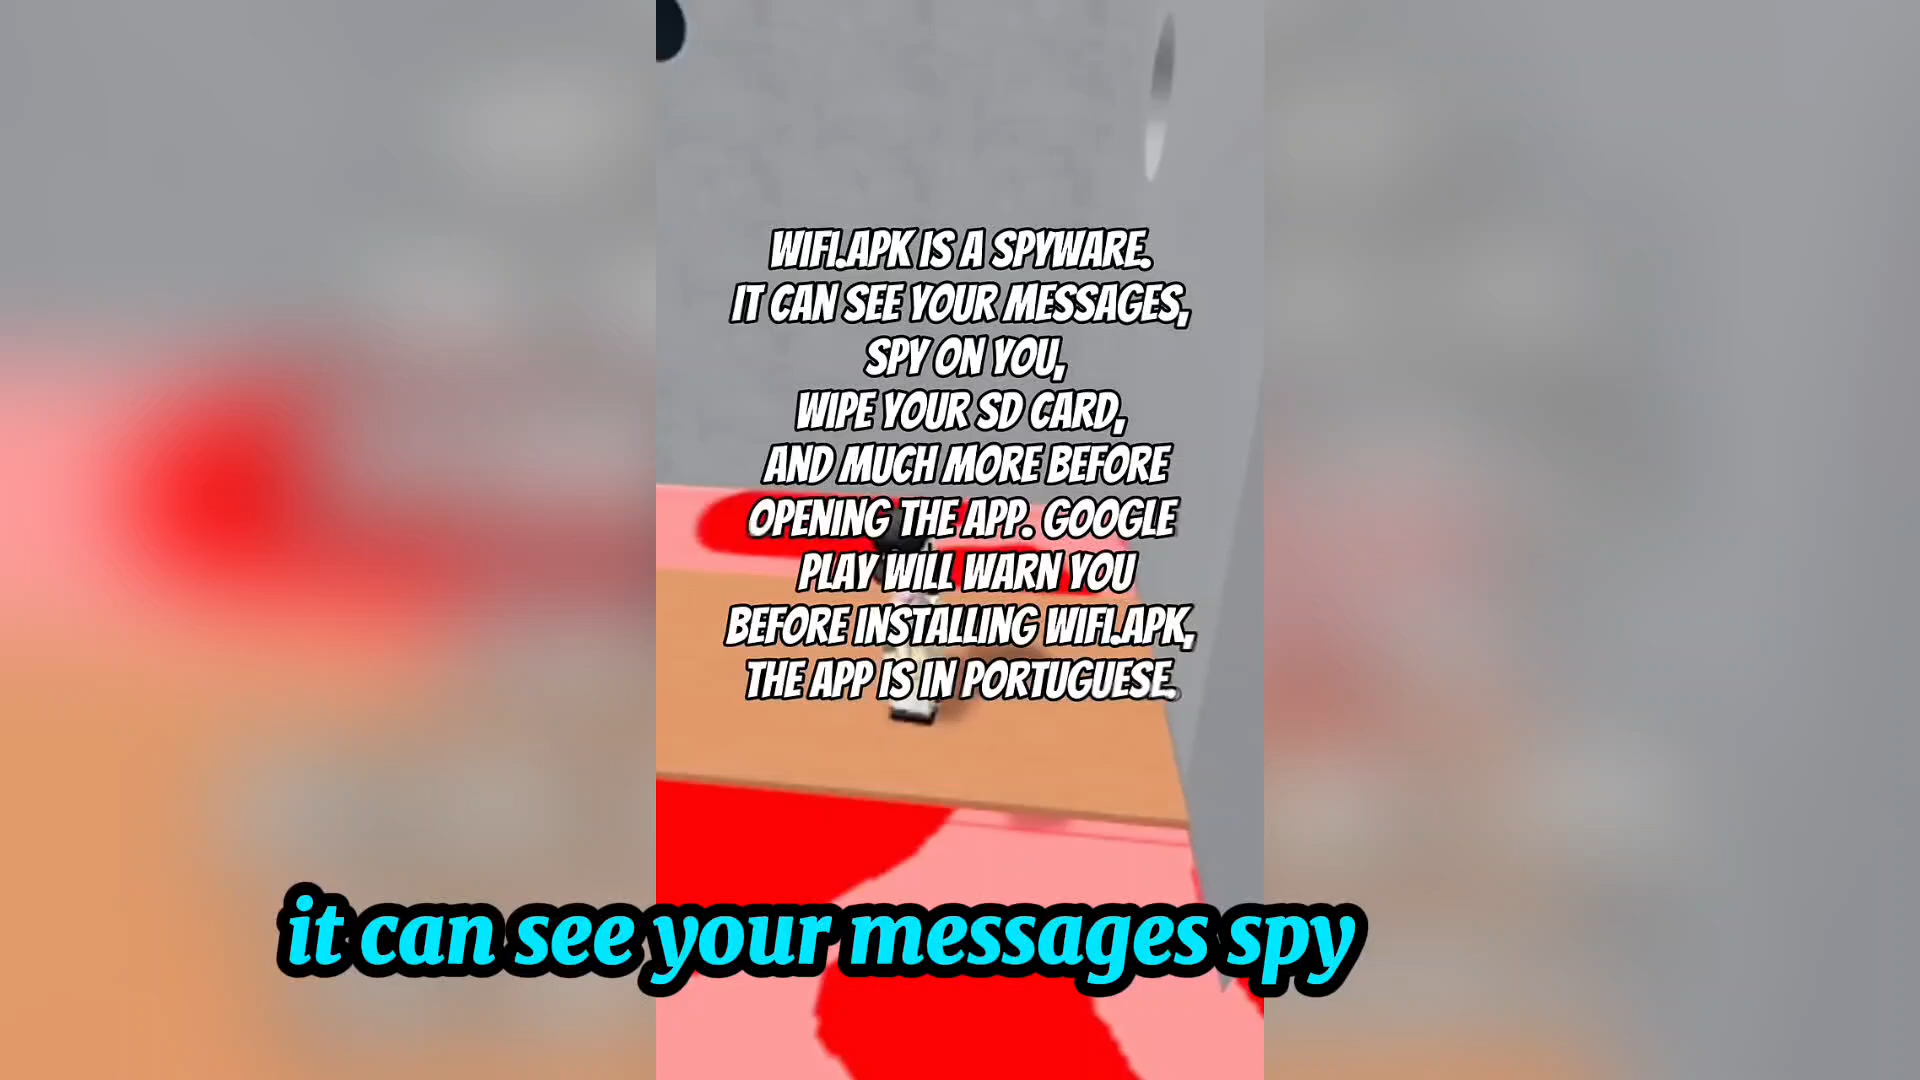 WIFI.APK IS A SPYWARE.
IT CAN SEE YOUR MESSAGES,
SPY ON YOU,
WIPE YOUR SD CARD,
AND MUCH MORE BEFORE
OPENING THE APP. GOOGLE
PLAY WILL WARN YOU
BEFORE INSTALLING WIFI.APK,
THE APP IS IN PORTUGUESE.
it can see your messages spy